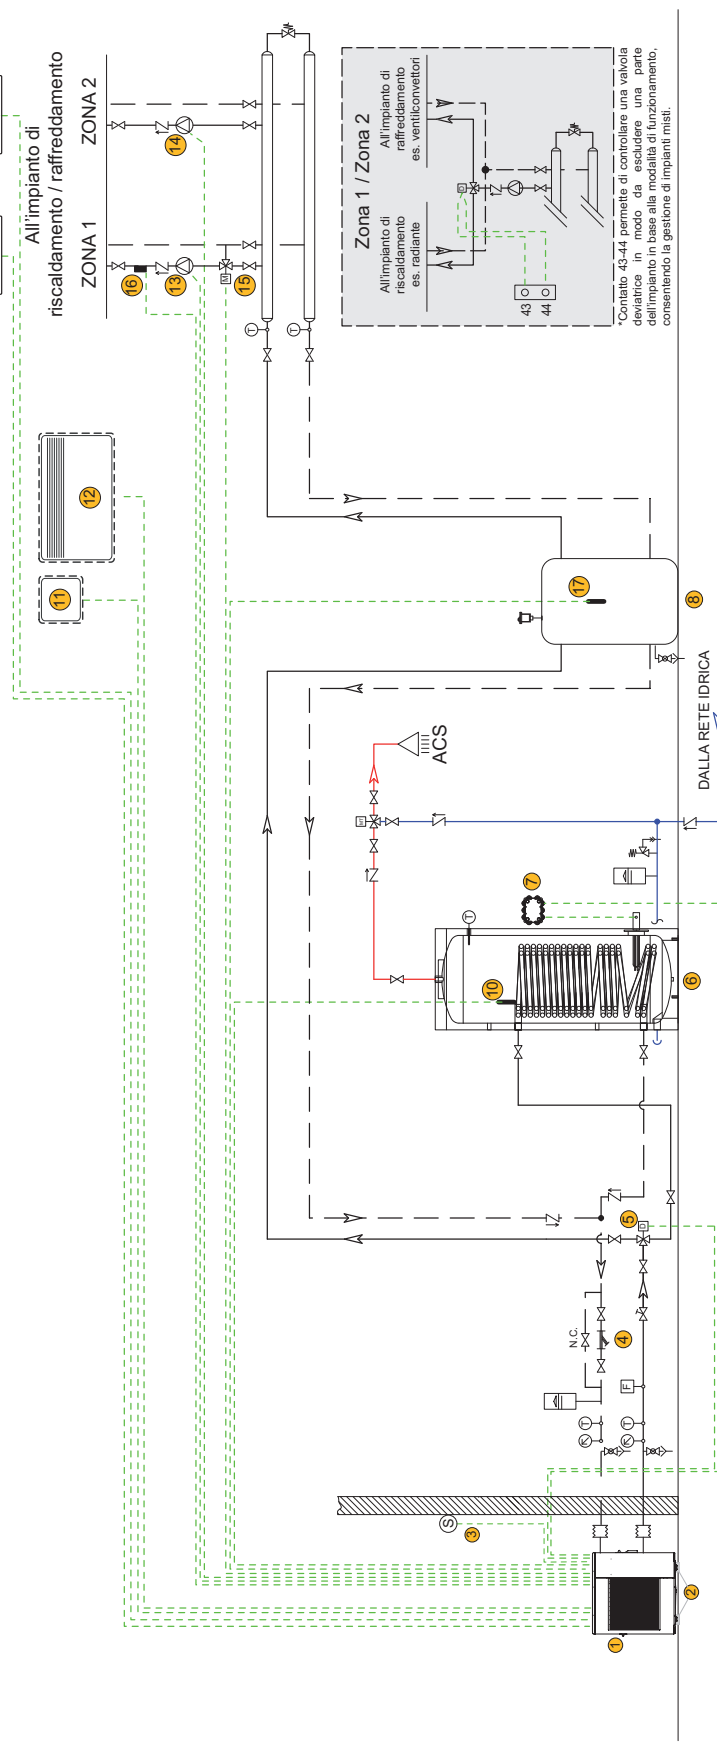 All'impianto di
riscaldamento / raffreddamento
ZONA 1
ZONA 2
16
13
14
15
M
T
T
12
11
Zona 1 / Zona 2
All'impianto di
riscaldamento
es. radiante
All'impianto di
raffreddamento
es. ventilconvettori
D
43
44
*Contatto 43-44 permette di controllare una valvola
deviatrice in modo da escludere una parte
dell'impianto in base alla modalità di funzionamento,
consentendo la gestione di impianti misti.
17
8
DALLA RETE IDRICA
ACS
MT
7
T
10
6
5
D
N.C.
4
F
T
T
S
3
1
2